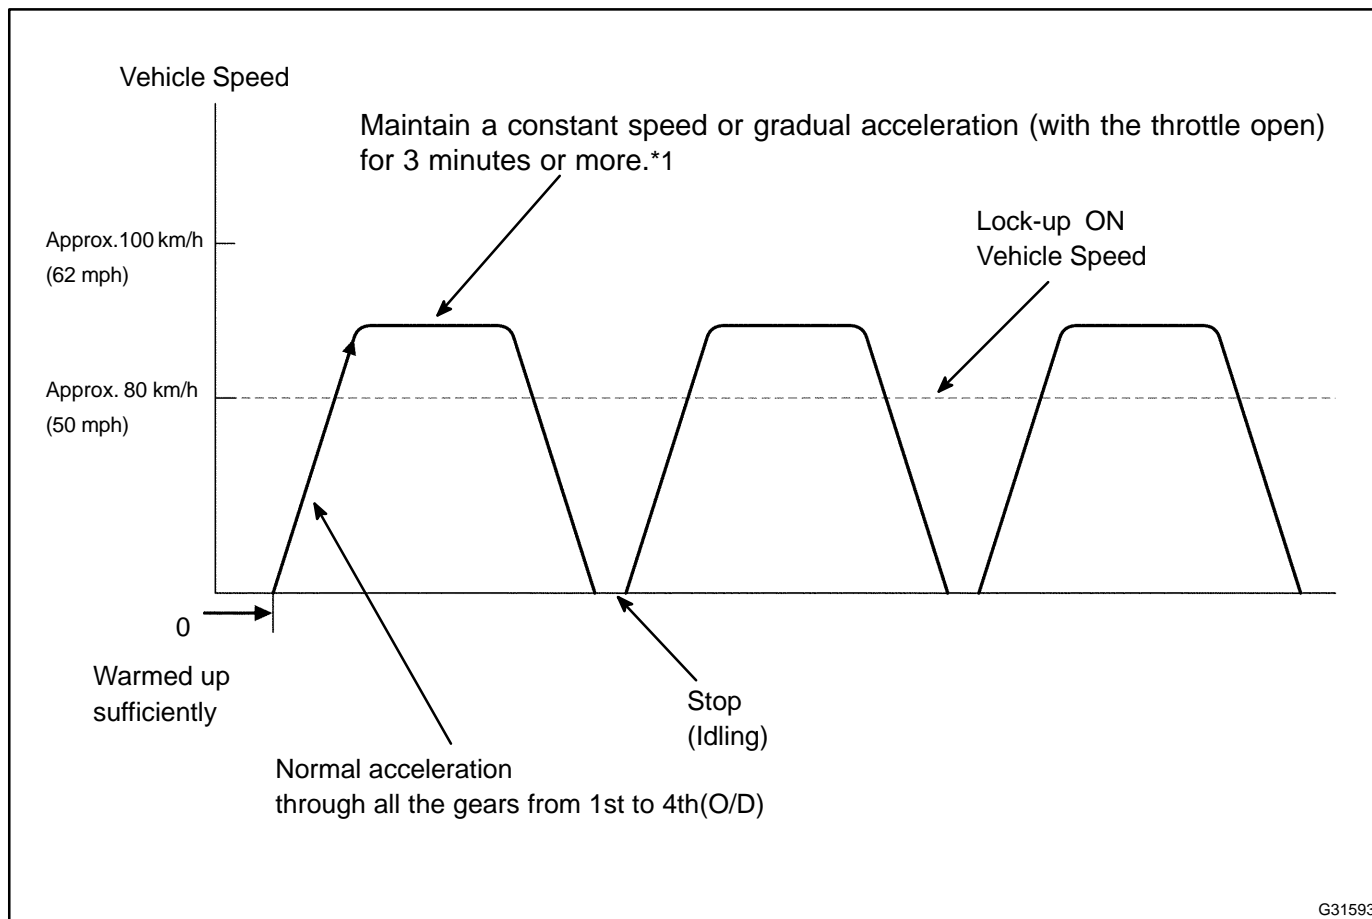 Vehicle Speed
Maintain a constant speed or gradual acceleration (with the throttle open)
for 3 minutes or more.*1
Lock-up ON
Vehicle Speed
Approx.100 km/h
(62 mph)
Approx. 80 km/h
(50 mph)
0
Warmed up
sufficiently
Stop
(Idling)
Normal acceleration
through all the gears from 1st to 4th(O/D)
G31593